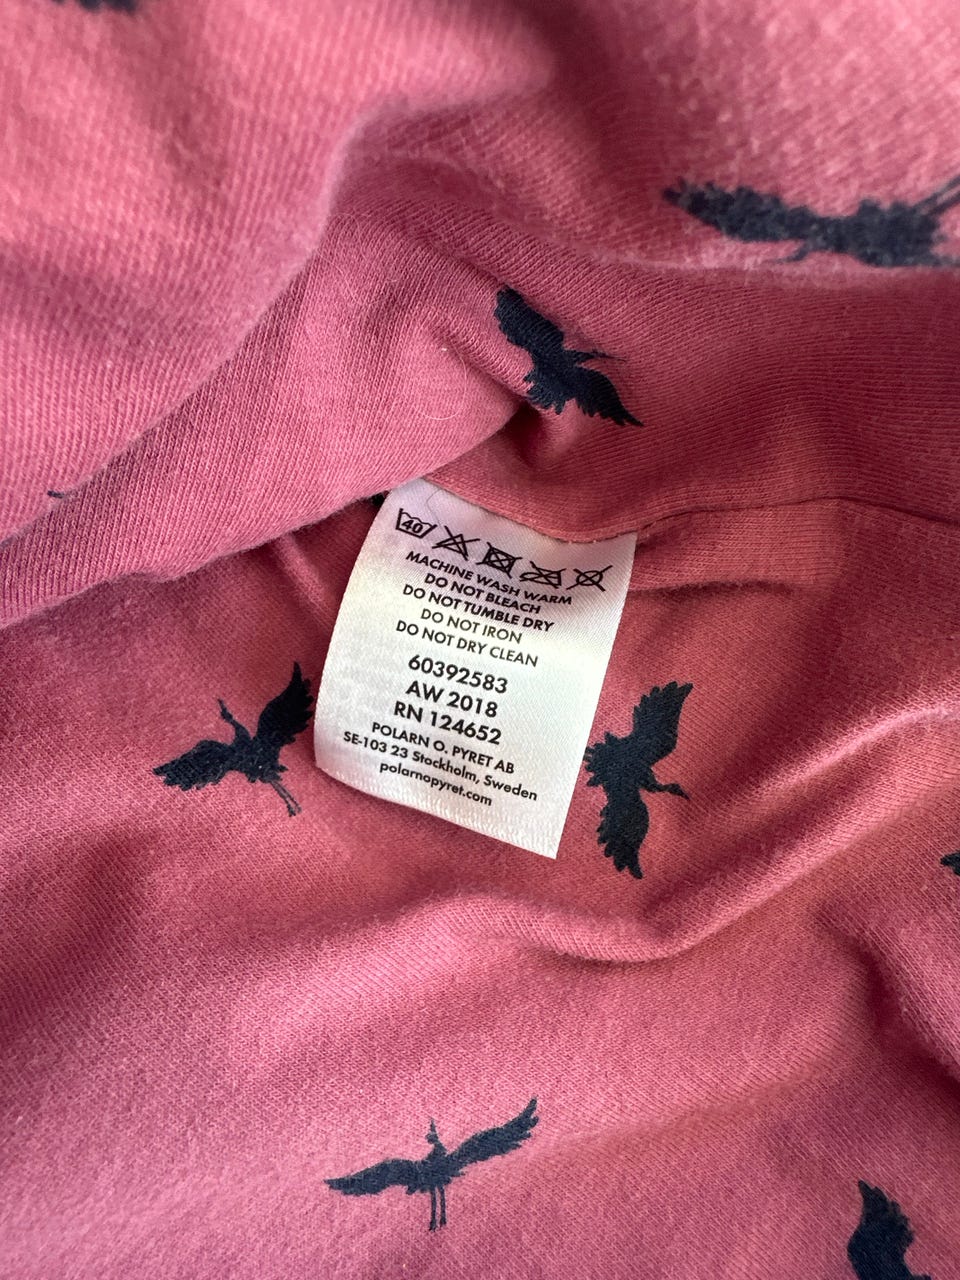 40
MACHINE WASH WARM
DO NOT BLEACH
DO NOT TUMBLE DRY
DO NOT IRON
DO NOT DRY CLEAN
60392583
AW 2018
RN 124652
POLARN O. PYRET AB
SE-103 23 Stockholm, Sweden
polarnopyret.com